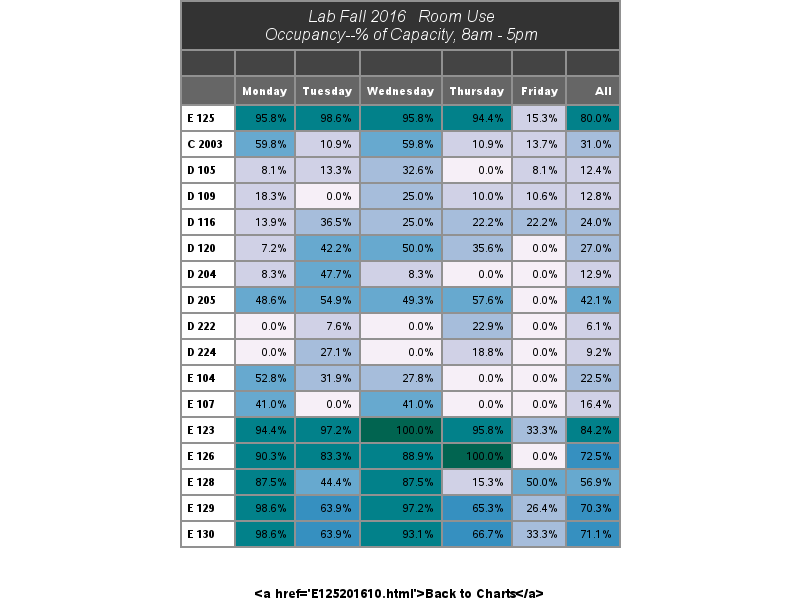 Lab Fall 2016 Room Use
Occupancy--% of Capacity, 8am - 5pm
Monday Tuesday Wednesday Thursday Friday All
E 125 95.8% 98.6% 95.8% 94.4% 15.3% 80.0%
C 2003 59.8% 10.9% 59.8% 10.9% 13.7% 31.0%
D 105 8.1% 13.3% 32.6% 0.0% 8.1% 12.4%
D 109 18.3% 0.0% 25.0% 10.0% 10.6% 12.8%
D 116 13.9% 36.5% 25.0% 22.2% 22.2% 24.0%
D 120 7.2% 42.2% 50.0% 35.6% 0.0% 27.0%
D 204 8.3% 47.7% 8.3% 0.0% 0.0% 12.9%
D 205 48.6% 54.9% 49.3% 57.6% 0.0% 42.1%
D 222 0.0% 7.6% 0.0% 22.9% 0.0% 6.1%
D 224 0.0% 27.1% 0.0% 18.8% 0.0% 9.2%
E 104 52.8% 31.9% 27.8% 0.0% 0.0% 22.5%
E 107 41.0% 0.0% 41.0% 0.0% 0.0% 16.4%
E 123 94.4% 97.2% 100.0% 95.8% 33.3% 84.2%
E 126 90.3% 83.3% 88.9% 100.0% 0.0% 72.5%
E 128 87.5% 44.4% 87.5% 15.3% 50.0% 56.9%
E 129 98.6% 63.9% 97.2% 65.3% 26.4% 70.3%
E 130 98.6% 63.9% 93.1% 66.7% 33.3% 71.1%
<a href='E125201610.html'>Back to Charts</a>